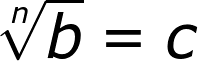 ⁿ√b = c